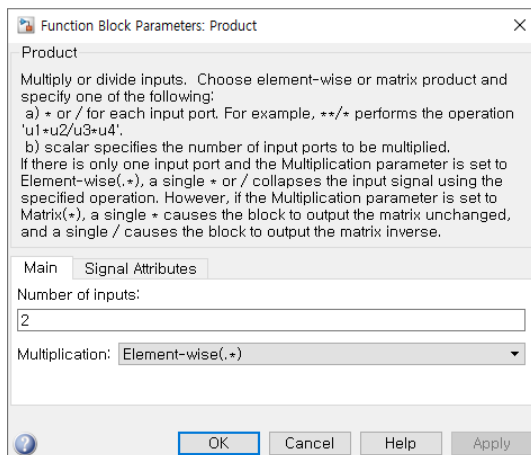 Function Block Parameters: Product
Product
Multiply or divide inputs.  Choose element-wise or matrix product and
specify one of the following:
a) * or / for each input port. For example, **/* performs the operation
'u1*u2/u3*u4'.
b) scalar specifies the number of input ports to be multiplied.
If there is only one input port and the Multiplication parameter is set to
Element-wise(.*), a single * or / collapses the input signal using the
specified operation. However, if the Multiplication parameter is set to
Matrix(*), a single * causes the block to output the matrix unchanged,
and a single / causes the block to output the matrix inverse.
Main Signal Attributes
Number of inputs:
2
Multiplication: Element-wise(.*)
OK Cancel Help Apply